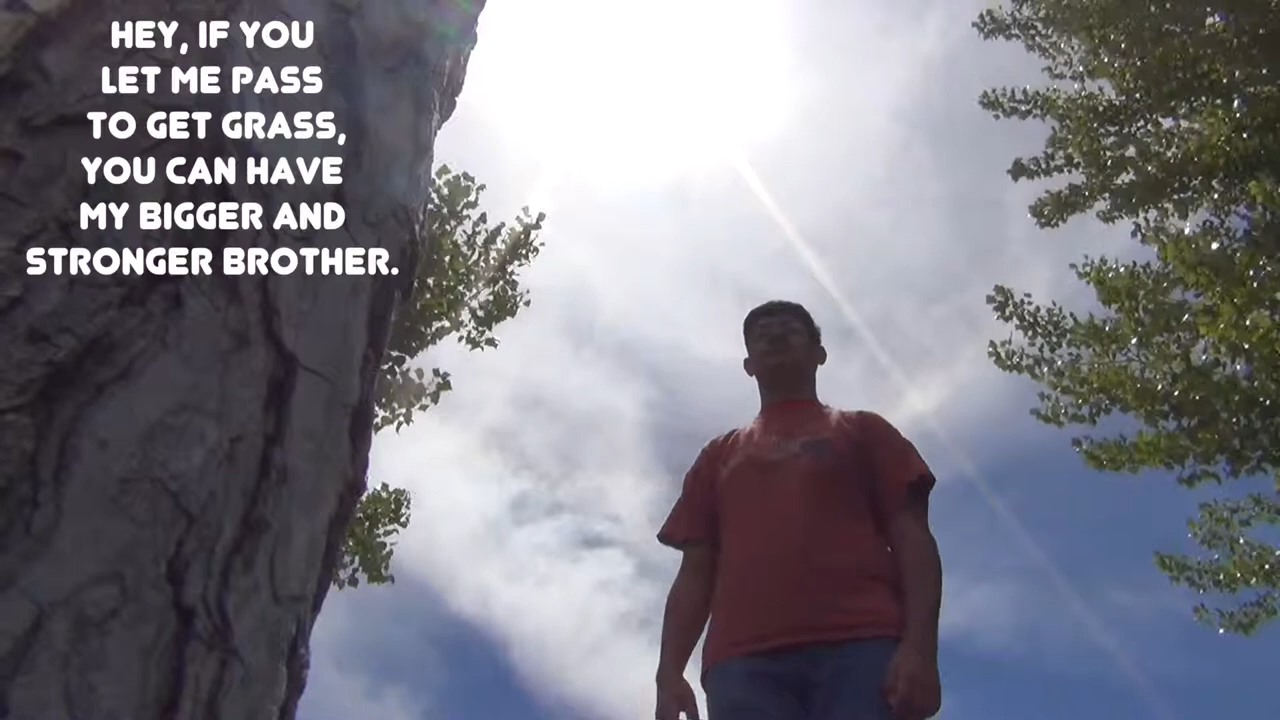 HEY, IF YOU
LET ME PASS
TO GET GRASS,
YOU CAN HAVE
MY BIGGER AND
STRONGER BROTHER.